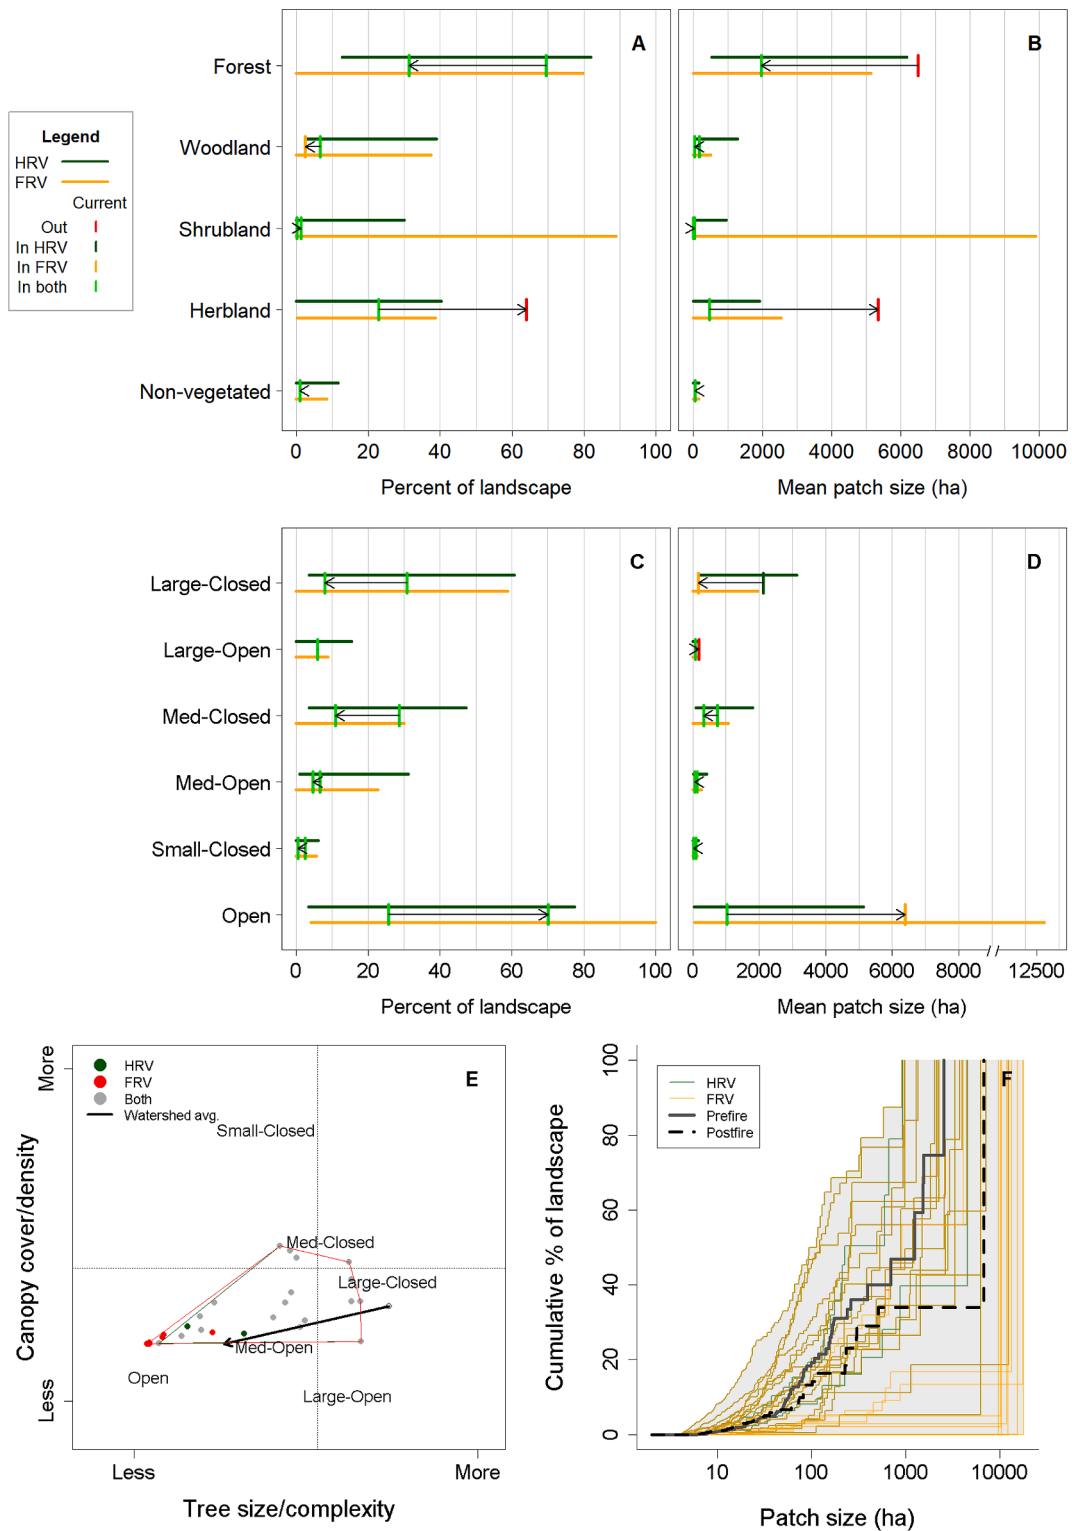 A
B
Forest
Woodland
Shrubland
Herbland
Non-vegetated
Legend
HRV
FRV
Current
Out
In HRV
In FRV
In both
0 20 40 60 80 100
0 2000 4000 6000 8000 10000
Percent of landscape
Mean patch size (ha)
C
D
Large-Closed
Large-Open
Med-Closed
Med-Open
Small-Closed
Open
0 20 40 60 80 100
0 2000 4000 6000 8000 12500
Percent of landscape
Mean patch size (ha)
E
HRV
FRV
Both
Watershed avg.
Small-Closed
Med-Closed
Large-Closed
Med-Open
Open
Large-Open
More
Less
Canopy cover/density
Less
More
Tree size/complexity
F
HRV
FRV
Prefire
Postfire
100
80
60
40
20
0
Cumulative % of landscape
10 100 1000 10000
Patch size (ha)